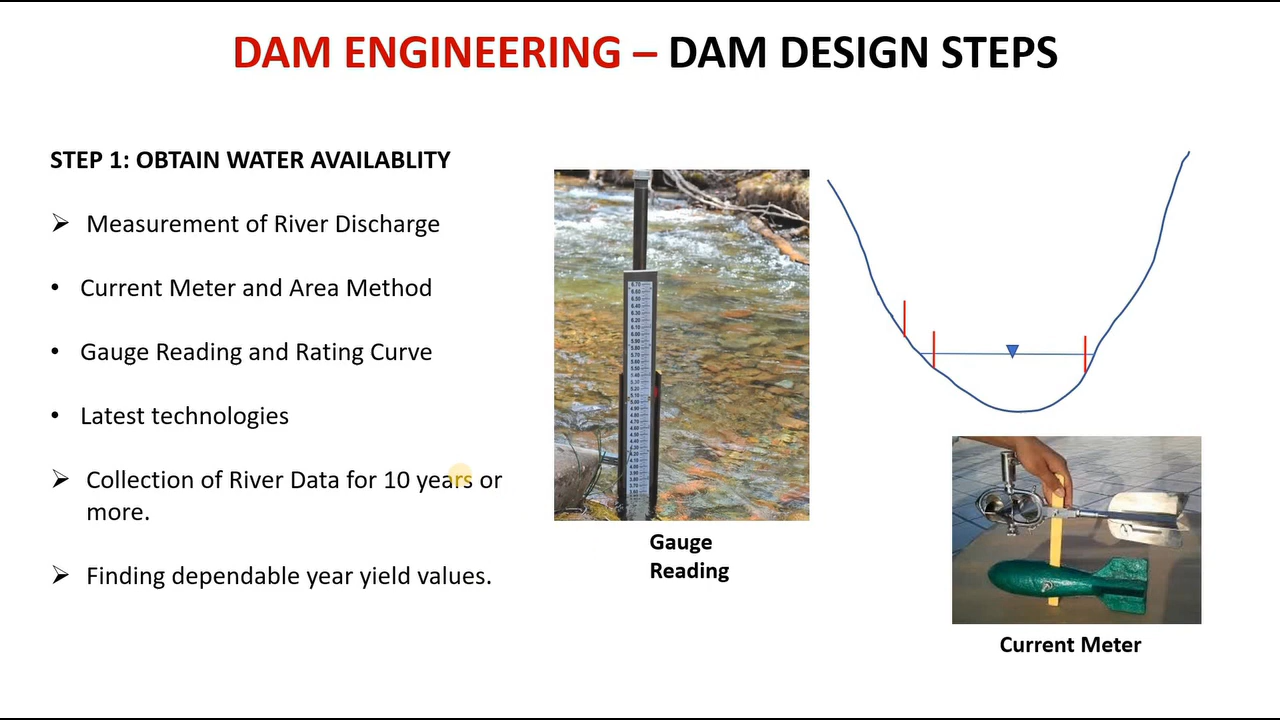 DAM ENGINEERING – DAM DESIGN STEPS
STEP 1: OBTAIN WATER AVAILABLITY
➢ Measurement of River Discharge
• Current Meter and Area Method
• Gauge Reading and Rating Curve
• Latest technologies
➢ Collection of River Data for 10 years or
more.
➢ Finding dependable year yield values.
Gauge
Reading
Current Meter